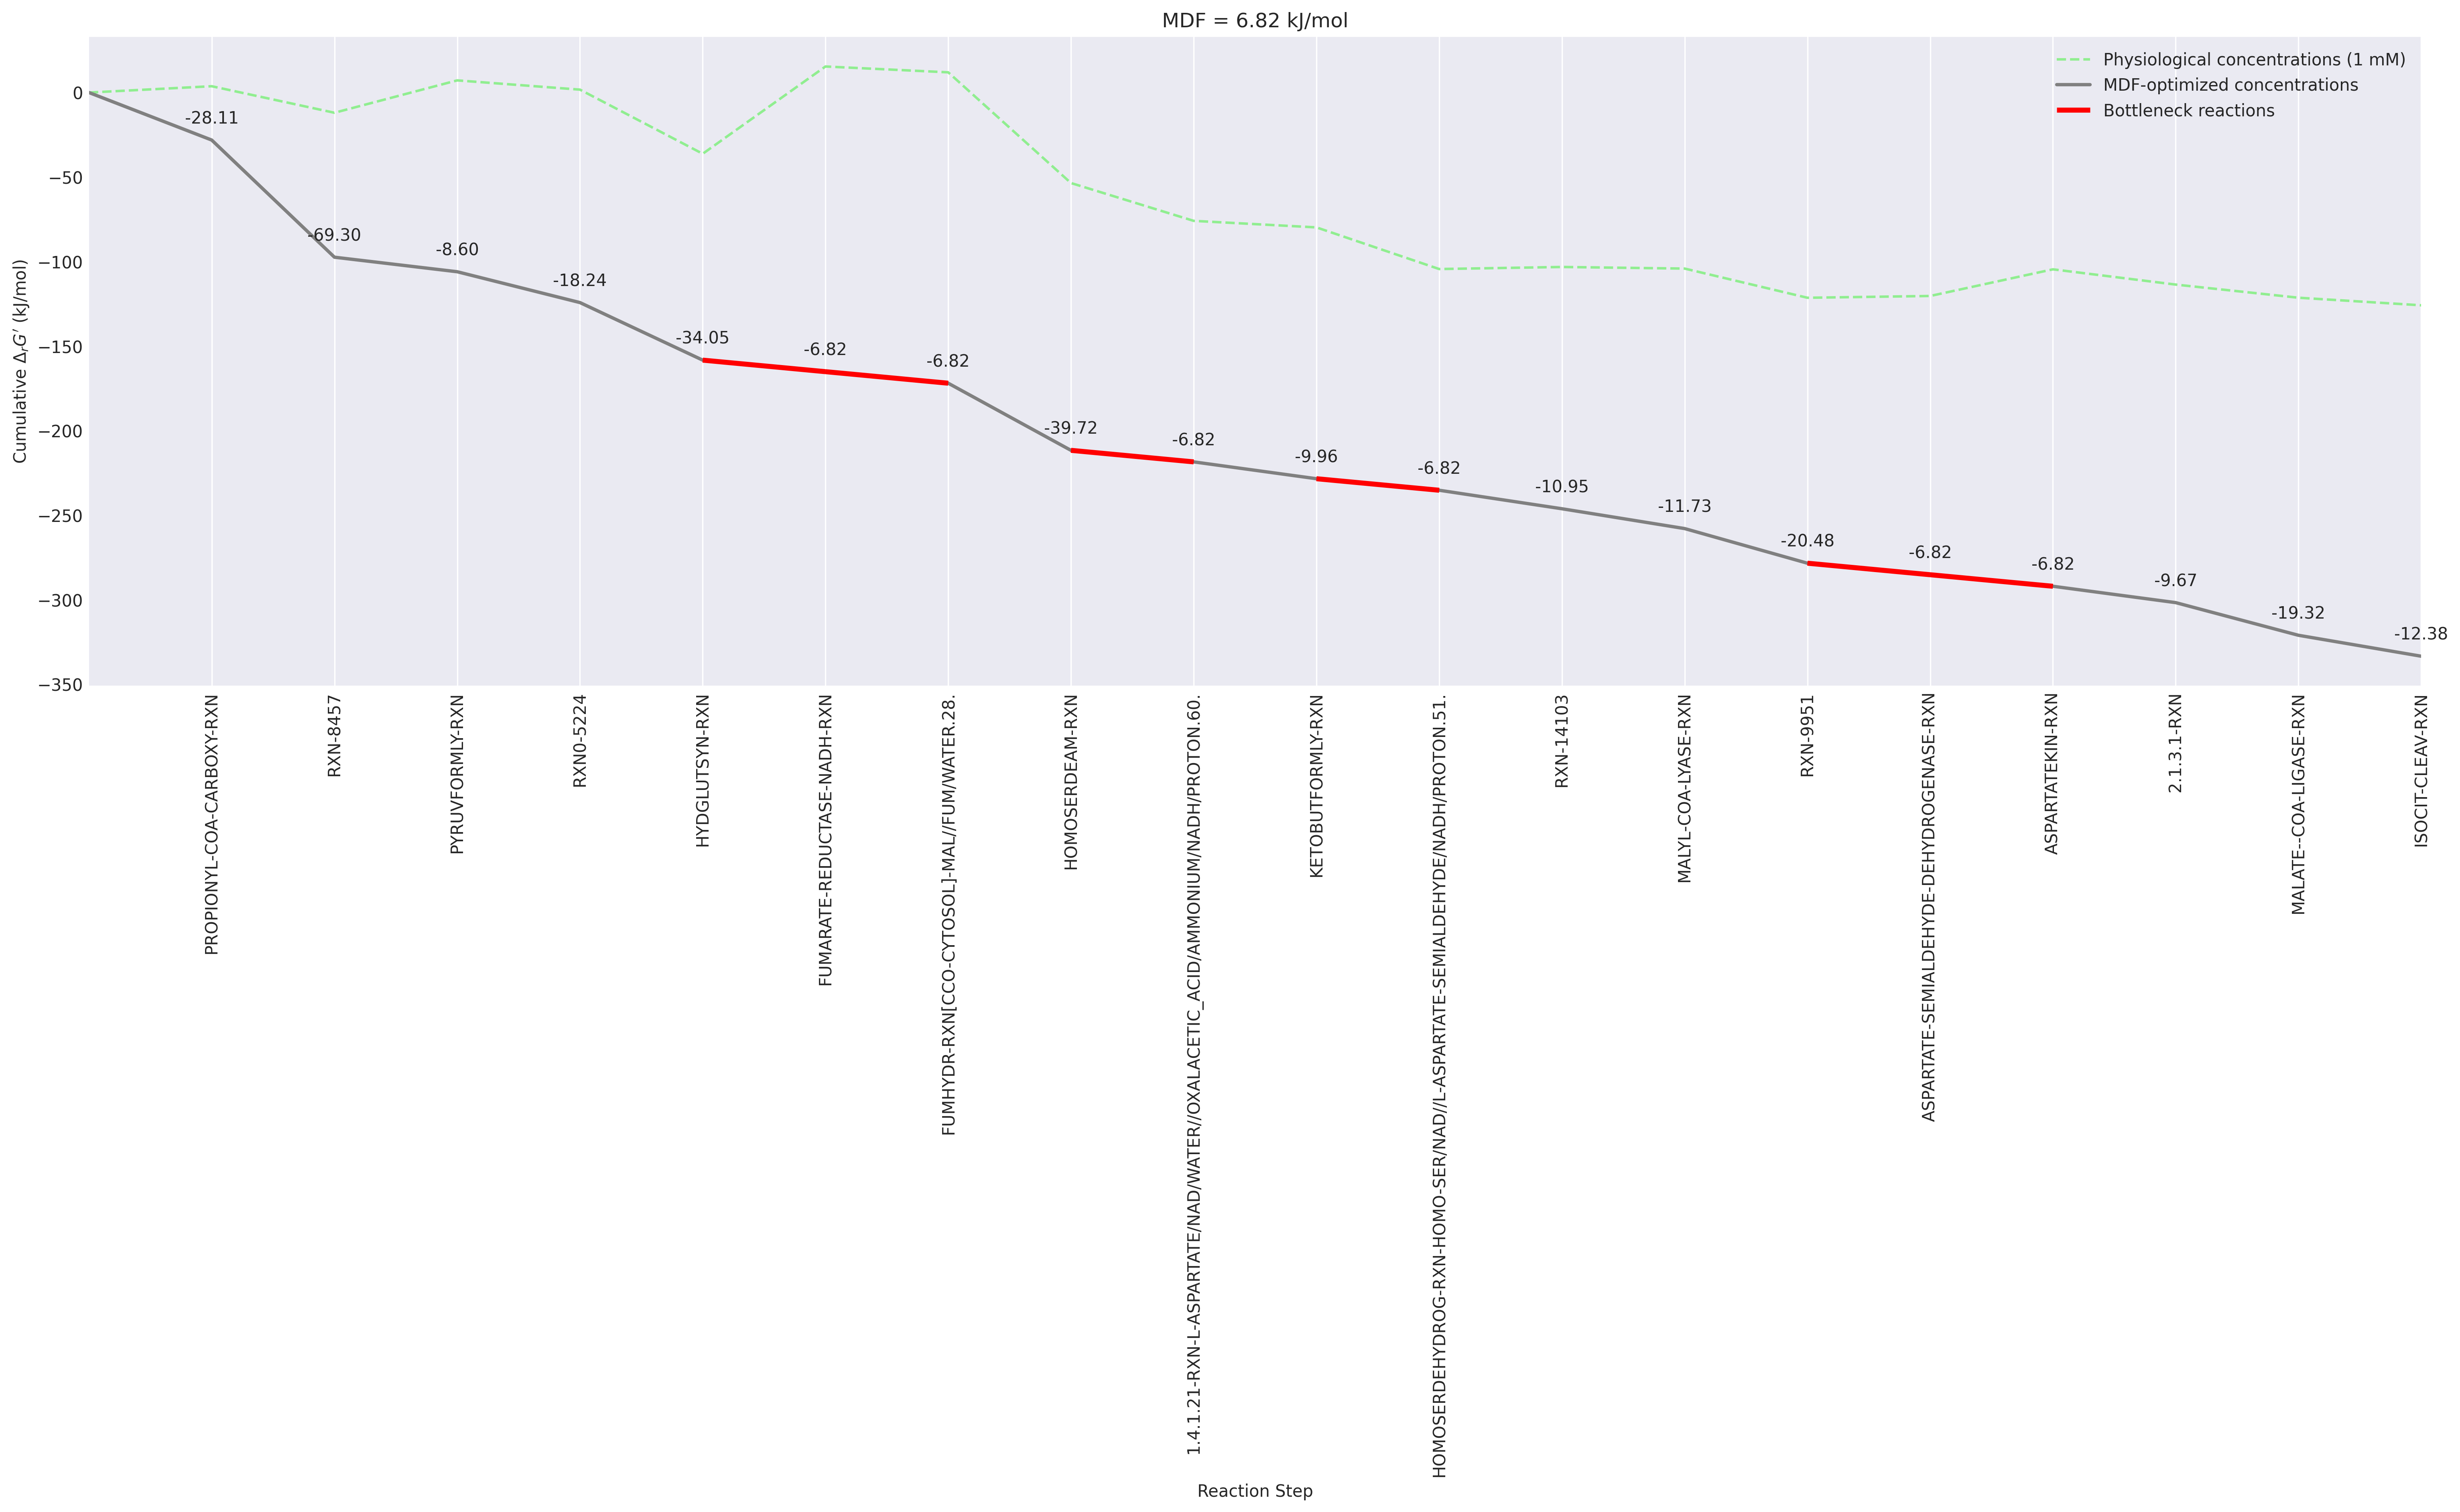 MDF = 6.82 kJ/mol
Physiological concentrations (1 mM)
MDF-optimized concentrations
Bottleneck reactions
Cumulative ΔrG′ (kJ/mol)
0
−50
−100
−150
−200
−250
−300
−350
-28.11
-69.30
-8.60
-18.24
-34.05
-6.82
-6.82
-39.72
-6.82
-9.96
-6.82
-10.95
-11.73
-20.48
-6.82
-6.82
-9.67
-19.32
-12.38
PROPIONYL-COA-CARBOXY-RXN
RXN-8457
PYRUVFORMLY-RXN
RXN0-5224
HYDGLUTSYN-RXN
FUMARATE-REDUCTASE-NADH-RXN
FUMHYDR-RXN[CCO-CYTOSOL]-MAL//FUM/WATER.28.
HOMOSERDEAM-RXN
1.4.1.21-RXN-L-ASPARTATE/NAD/WATER//OXALACETIC_ACID/AMMONIUM/NADH/PROTON.60.
KETOBUTFORMLY-RXN
HOMOSERDEHYDROG-RXN-HOMO-SER/NAD//L-ASPARTATE-SEMIALDEHYDE/NADH/PROTON.51.
RXN-14103
MALYL-COA-LYASE-RXN
RXN-9951
ASPARTATE-SEMIALDEHYDE-DEHYDROGENASE-RXN
ASPARTATEKIN-RXN
2.1.3.1-RXN
MALATE--COA-LIGASE-RXN
ISOCIT-CLEAV-RXN
Reaction Step